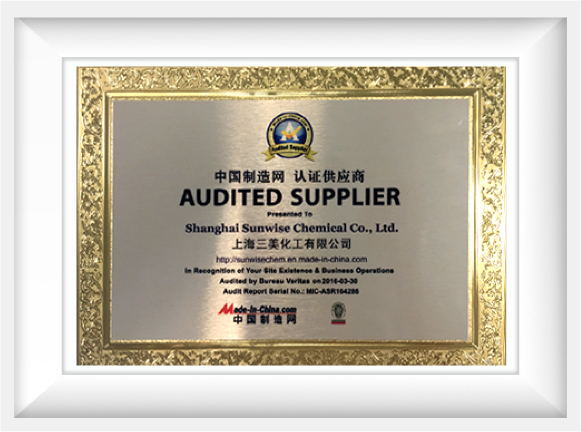 Audited Supplier
中国制造网 认证供应商
AUDITED SUPPLIER
Presented To
Shanghai Sunwise Chemical Co., Ltd.
上海三美化工有限公司
http://sunwisechem.en.made-in-china.com
In Recognition of Your Site Existence & Business Operations
Audited by Bureau Veritas on 2016-03-30
Audit Report Serial No.: MIC-ASR164286
Made-in-China.com
中国制造网